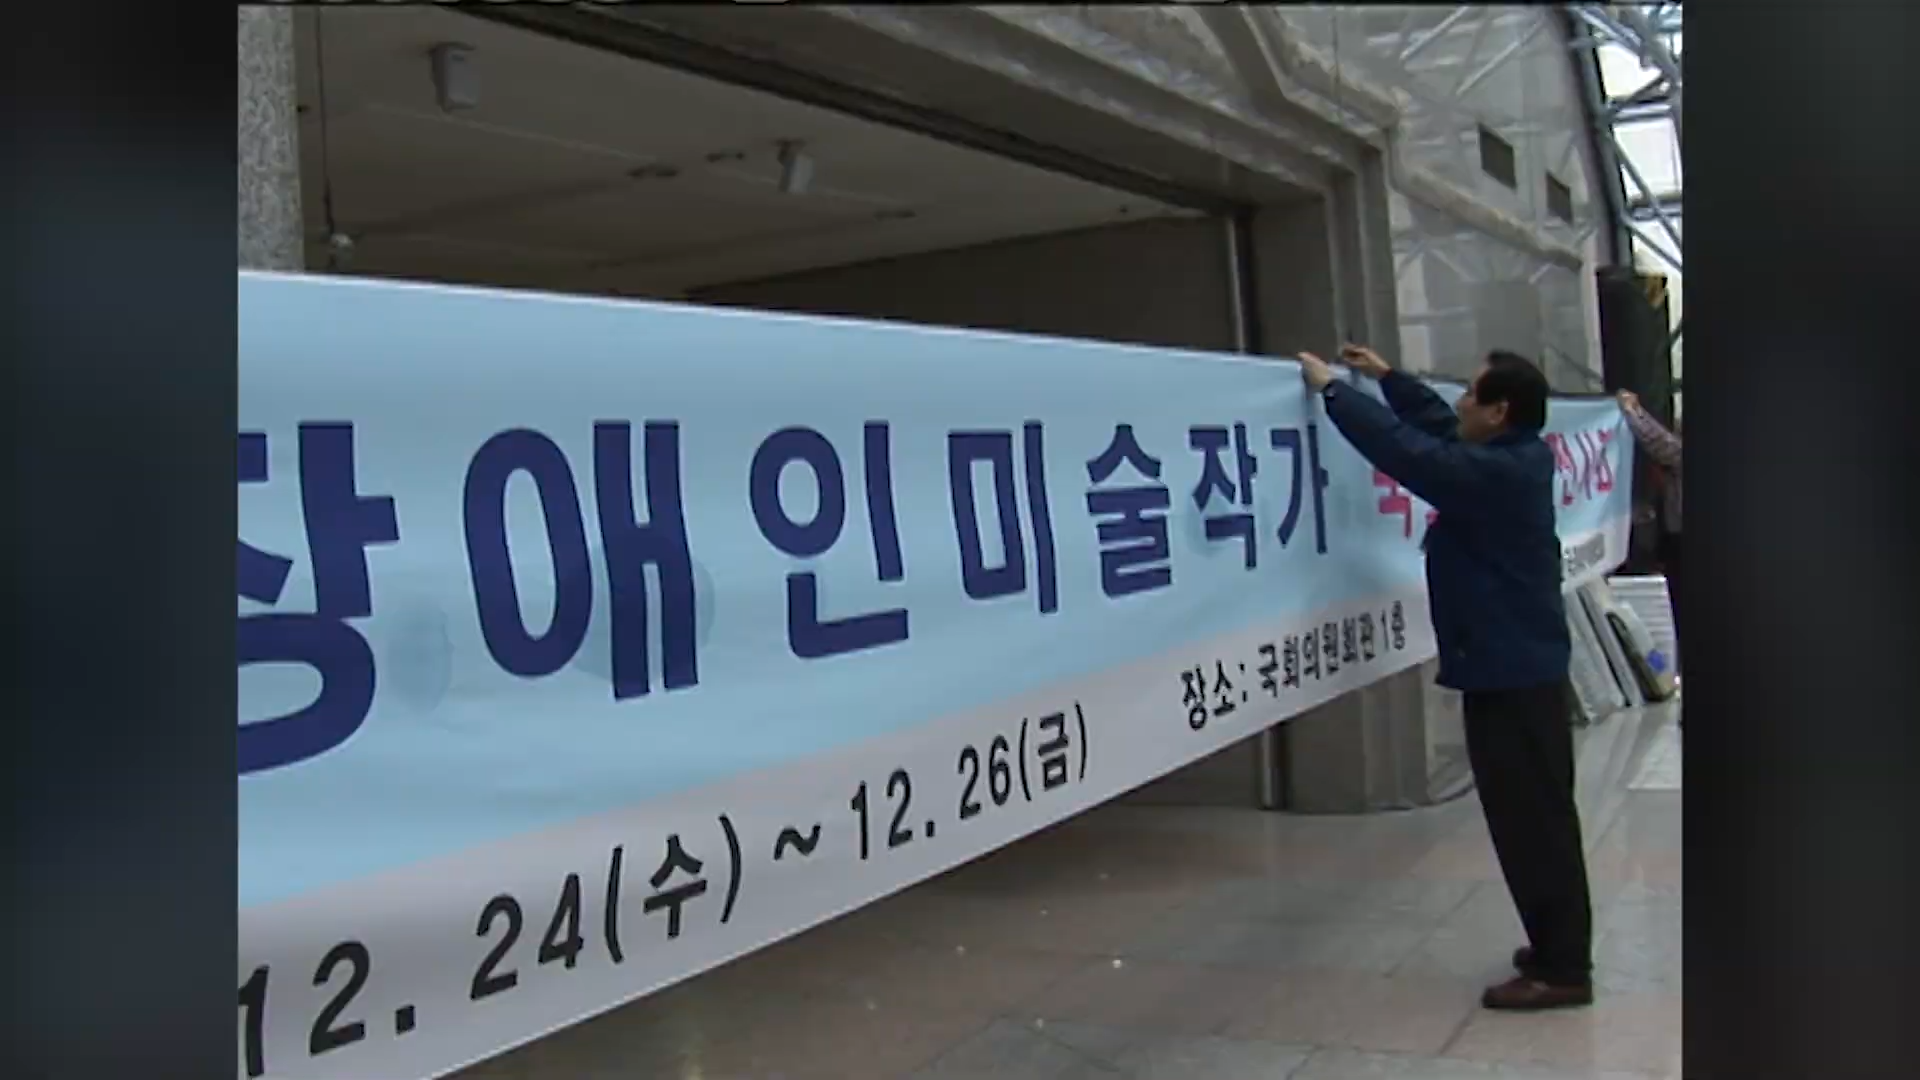 장애인미술작가
12. 24(수) ~ 12. 26(금)
장소: 국회의원회관 1층